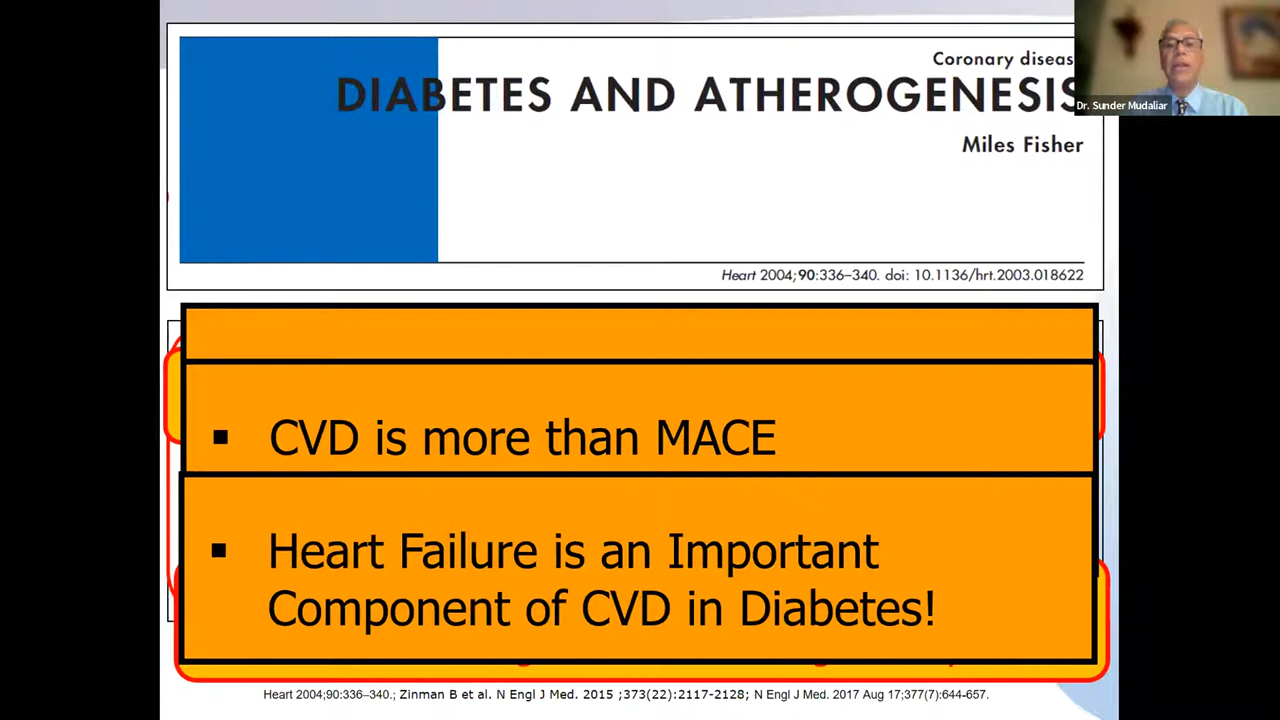 Coronary diseas
DIABETES AND ATHEROGENESIS
Dr. Sunder Mudaliar
Miles Fisher
Heart 2004;90:336–340. doi: 10.1136/hrt.2003.018622
▪ CVD is more than MACE
▪ Heart Failure is an Important
Component of CVD in Diabetes!
Heart 2004;90:336–340.; Zinman B et al. N Engl J Med. 2015 ;373(22):2117-2128; N Engl J Med. 2017 Aug 17;377(7):644-657.